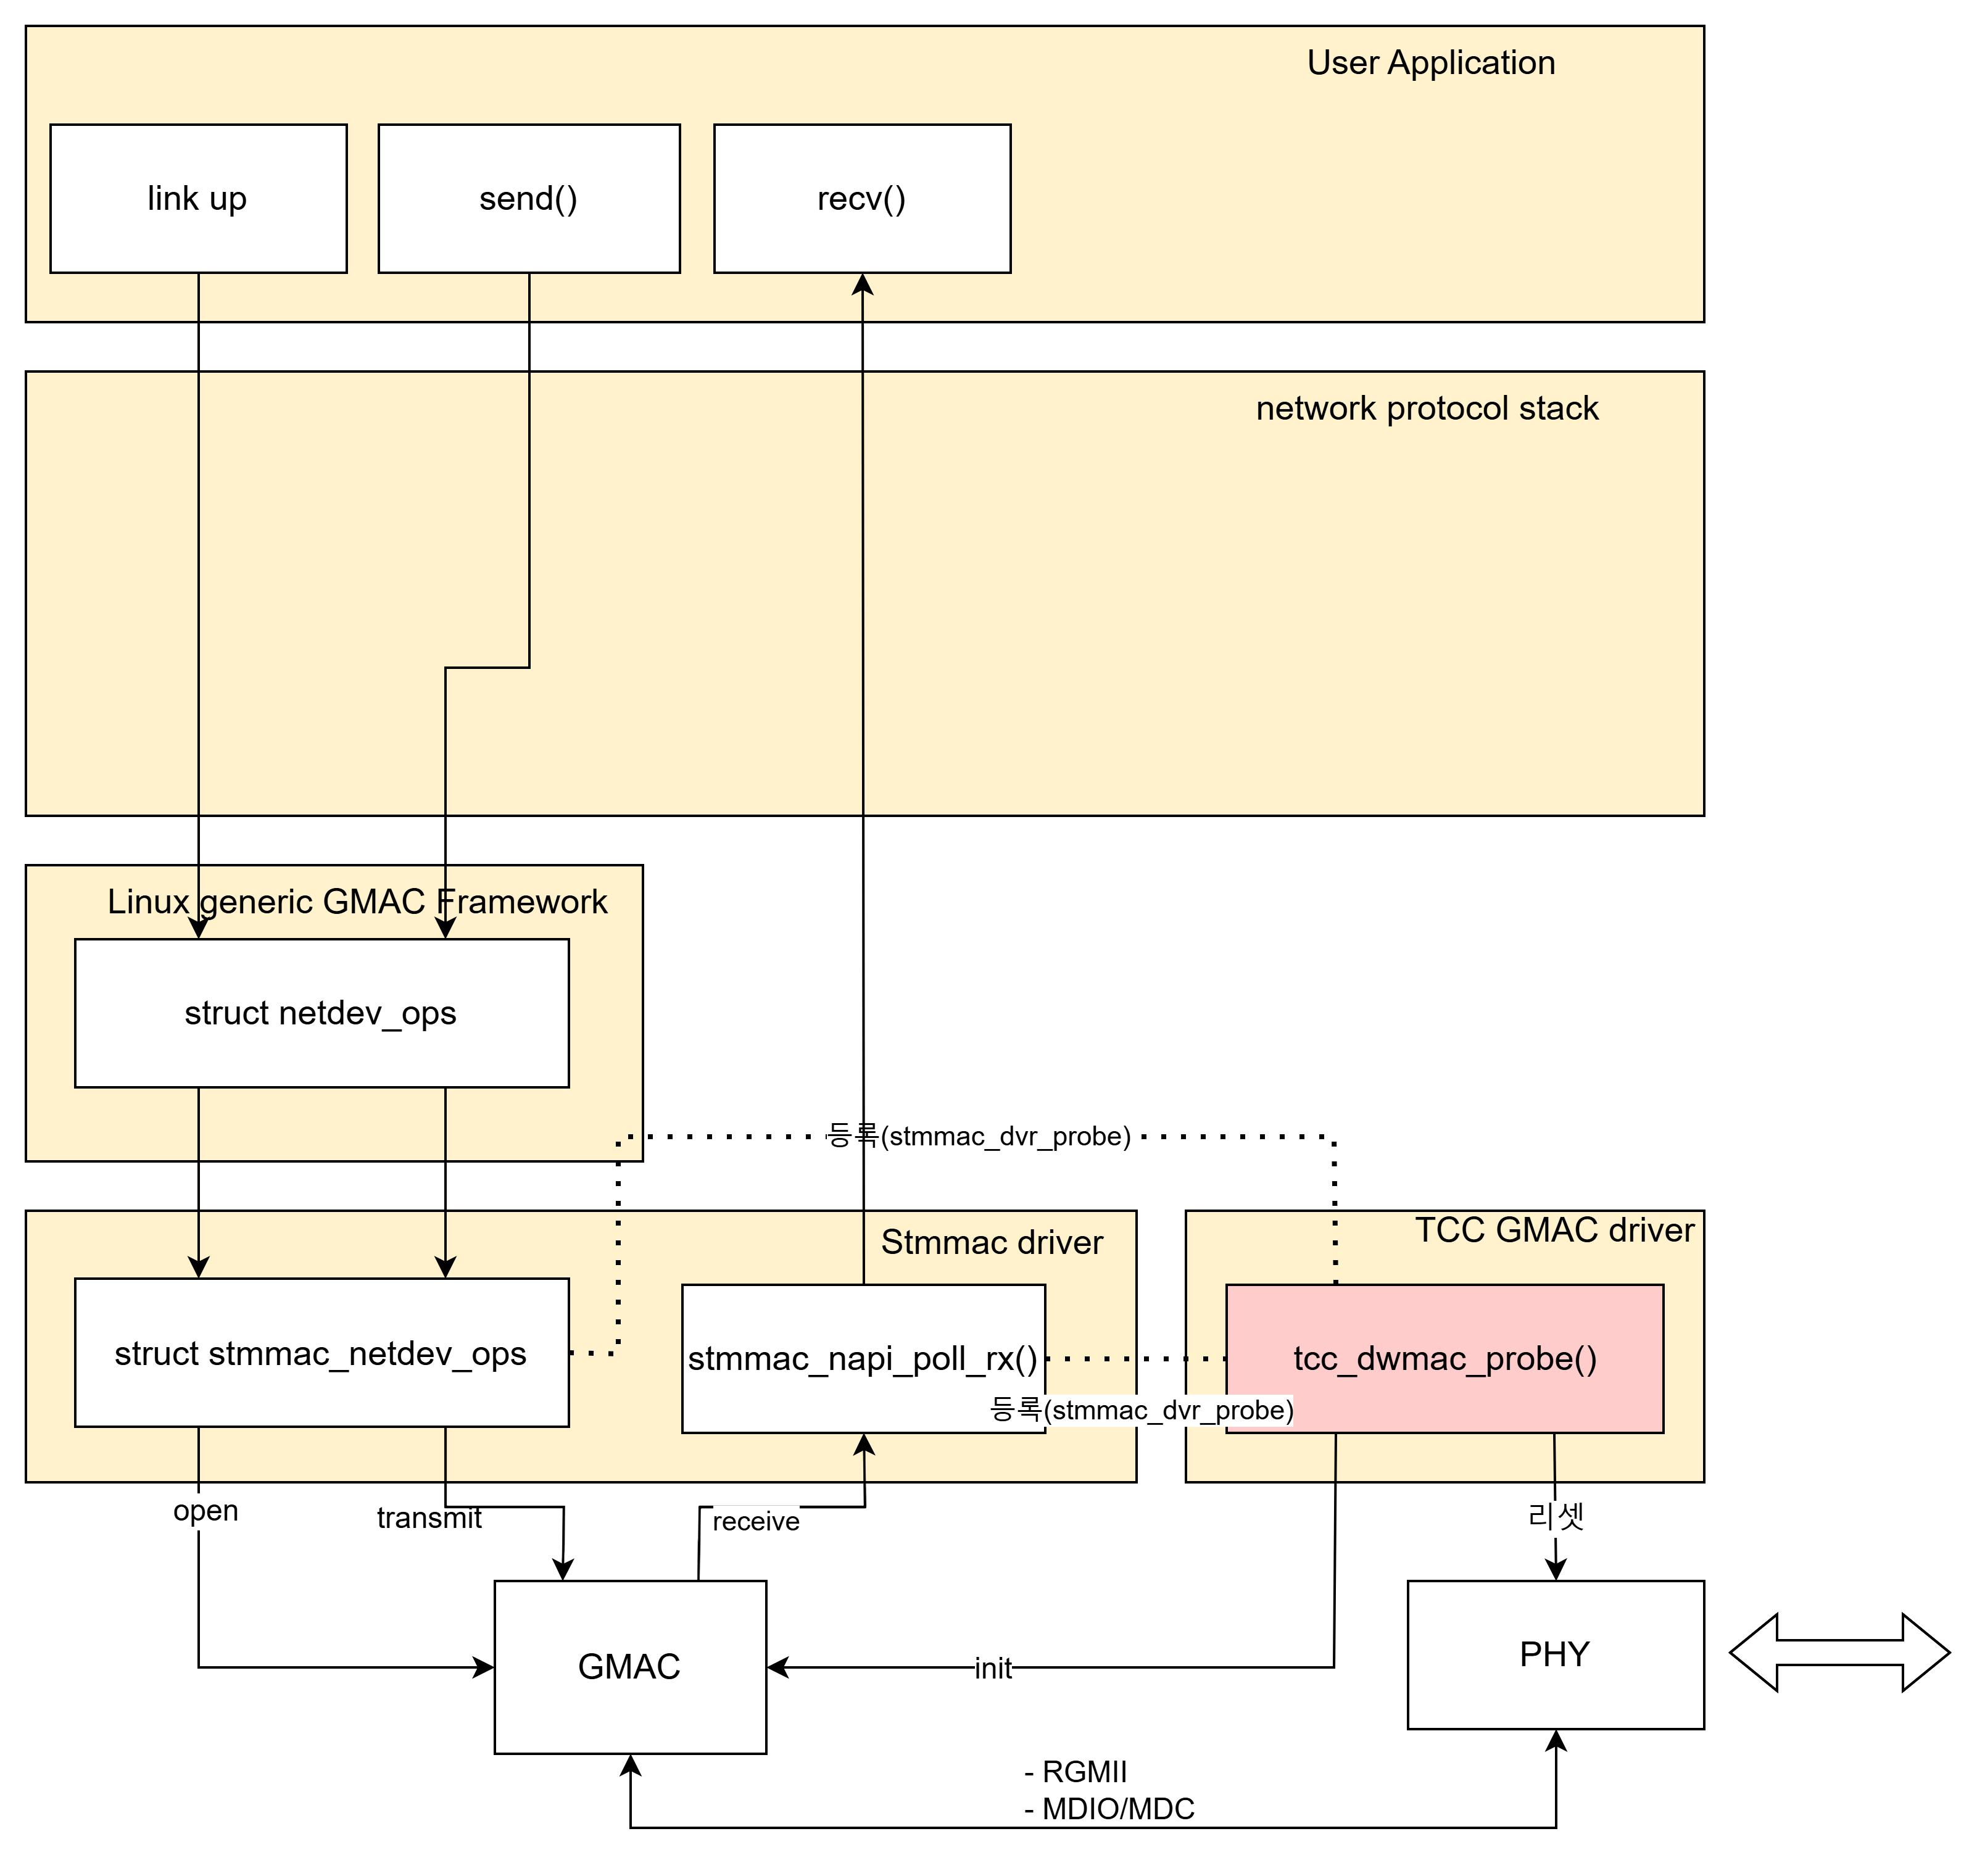 User Application
link up
send()
recv()
network protocol stack
Linux generic GMAC Framework
struct netdev_ops
등록(stmmac_dvr_probe)
Stmmac driver
TCC GMAC driver
struct stmmac_netdev_ops
stmmac_napi_poll_rx()
tcc_dwmac_probe()
등록(stmmac_dvr_probe)
open
transmit
receive
리셋
GMAC
init
PHY
- RGMII
- MDIO/MDC